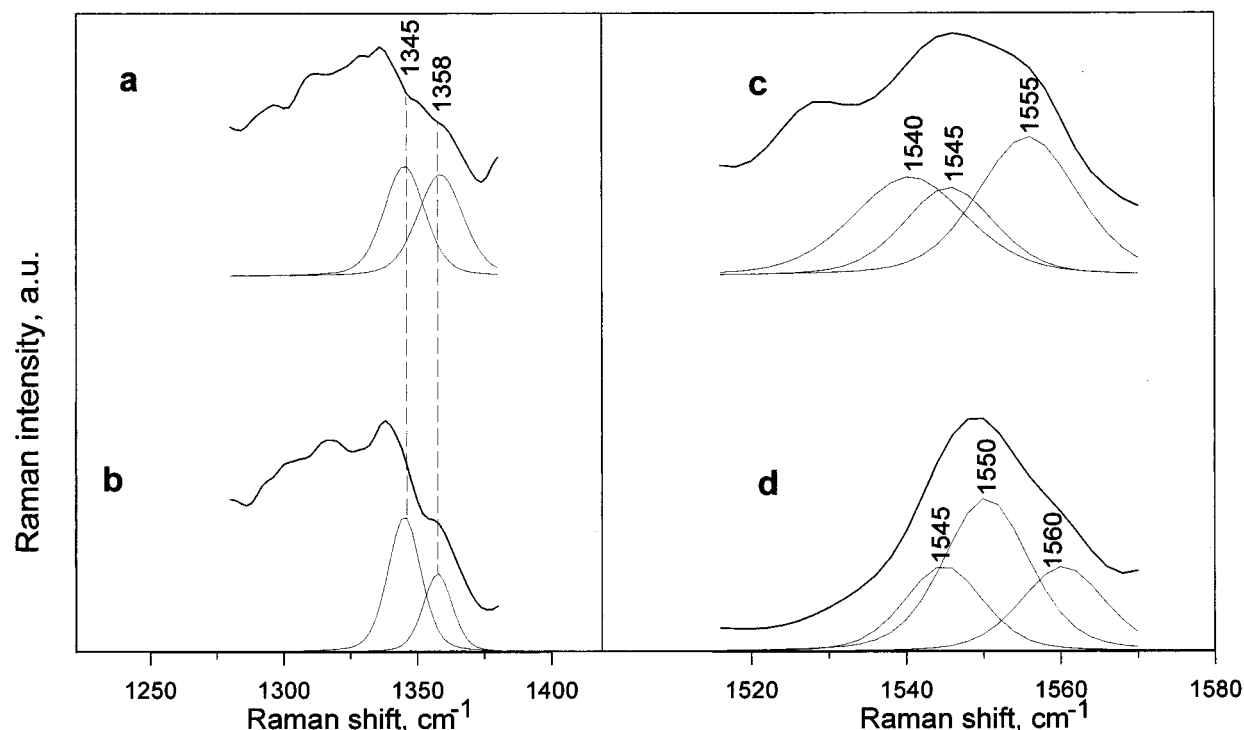 Raman intensity, a.u.
a
1345
1358
b
c
1540
1545
1555
d
1545
1550
1560
1250 1300 1350 1400
Raman shift, cm-1
1520 1540 1560 1580
Raman shift, cm-1